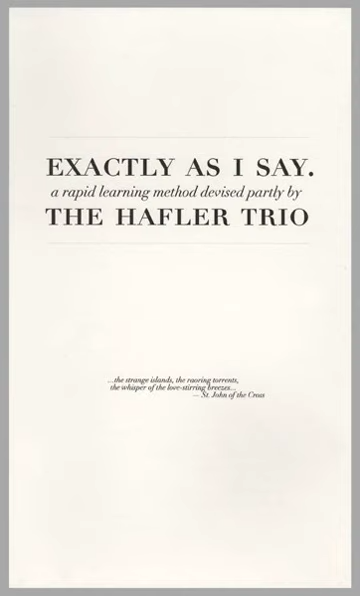 EXACTLY AS I SAY.
a rapid learning method devised partly by
THE HAFLER TRIO
...the strange islands, the raoring torrents,
the whisper of the love-stirring breezes...
— St. John of the Cross